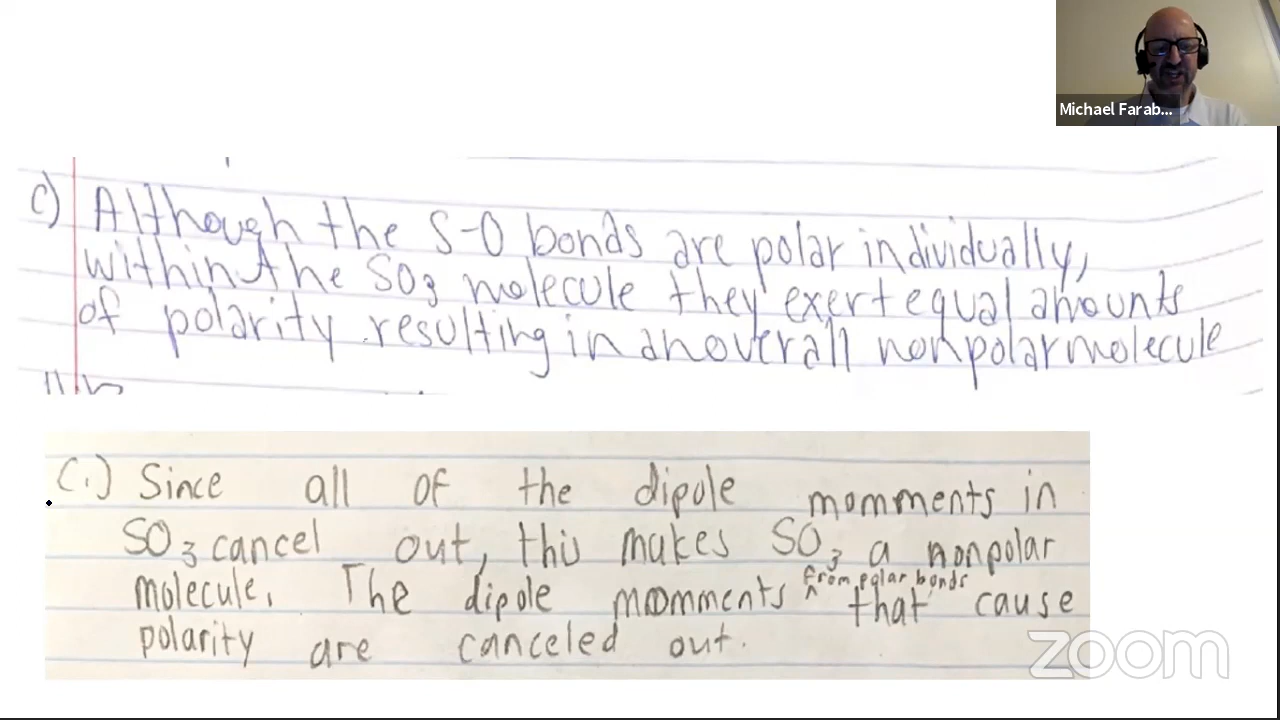 Michael Farab...
C) Although the S-O bonds are polar individually,
within the SO₃ molecule they exert equal amounts
of polarity resulting in an overall nonpolar molecule
C.) Since all of the dipole momments in
SO₃ cancel out, this makes SO₃ a nonpolar
molecule. The dipole momments ^from polar bonds that cause
polarity are canceled out.
zoom